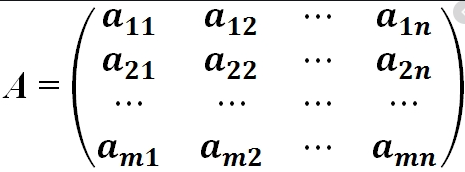 a₁₁ a₁₂ ⋯ a₁ₙ
A = a₂₁ a₂₂ ⋯ a₂ₙ
⋯ ⋯ ⋯ ⋯
aₘ₁ aₘ₂ ⋯ aₘₙ